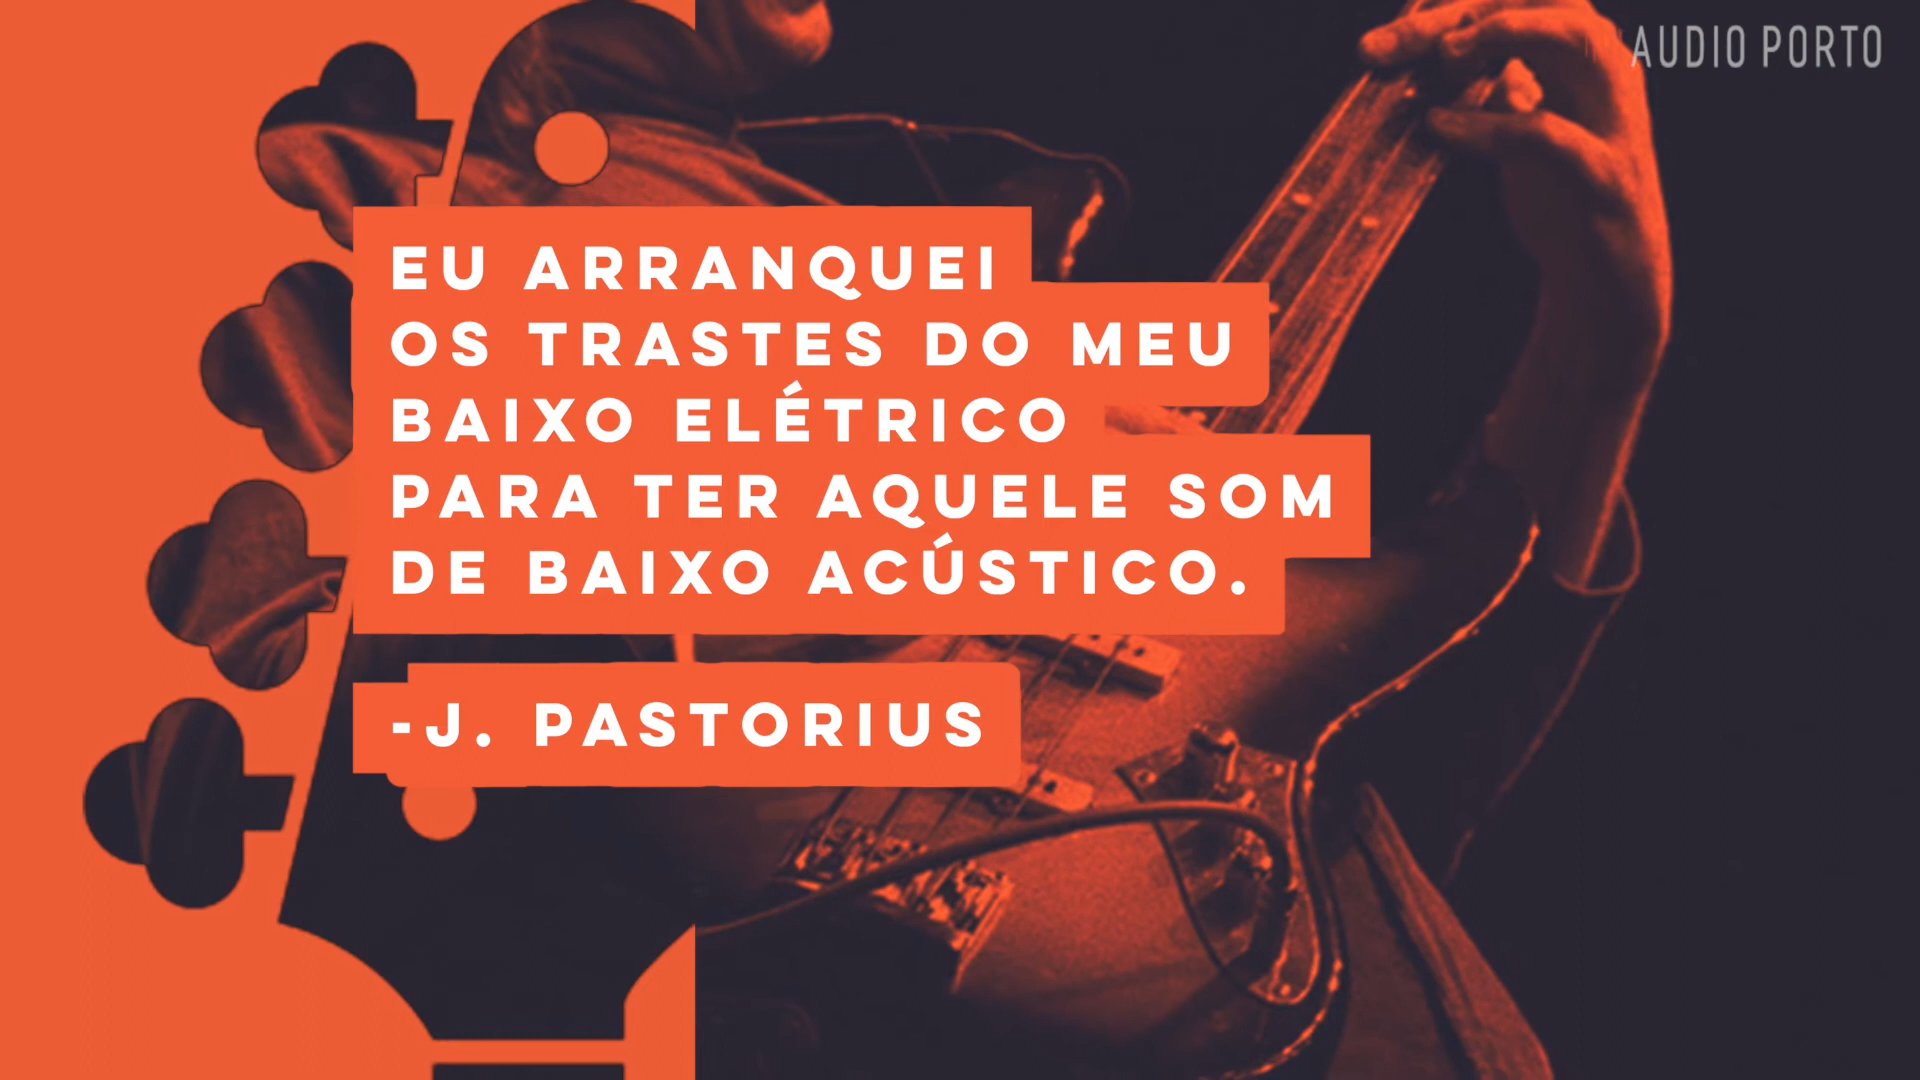 AUDIO PORTO
EU ARRANQUEI
OS TRASTES DO MEU
BAIXO ELÉTRICO
PARA TER AQUELE SOM
DE BAIXO ACÚSTICO.
-J. PASTORIUS